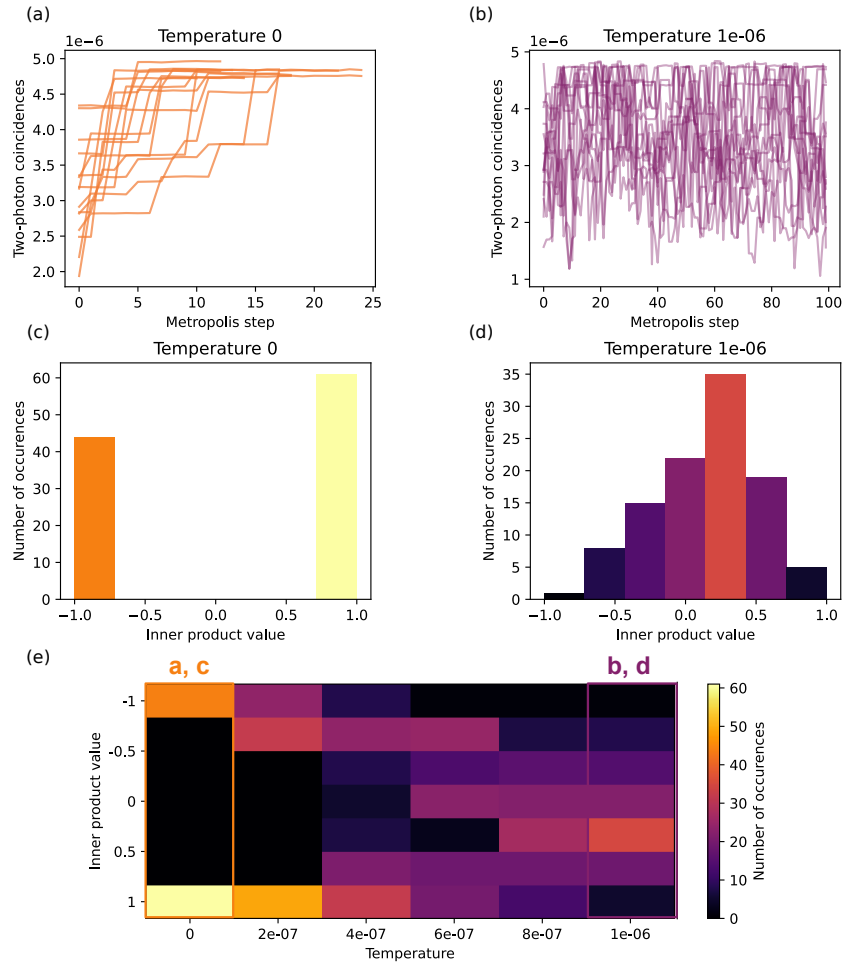 (a)
Temperature 0
1e−6
5.0
4.5
4.0
3.5
3.0
2.5
2.0
Two-photon coincidences
0 5 10 15 20 25
Metropolis step
(b)
Temperature 1e-06
1e−6
5
4
3
2
1
Two-photon coincidences
0 20 40 60 80 100
Metropolis step
(c)
Temperature 0
60
50
40
30
20
10
0
Number of occurences
−1.0 −0.5 0.0 0.5 1.0
Inner product value
(d)
Temperature 1e-06
35
30
25
20
15
10
5
0
Number of occurences
−1.0 −0.5 0.0 0.5 1.0
Inner product value
(e)
a, c
b, d
-1
-0.5
0
0.5
1
Inner product value
0 2e-07 4e-07 6e-07 8e-07 1e-06
Temperature
60
50
40
30
20
10
0
Number of occurences